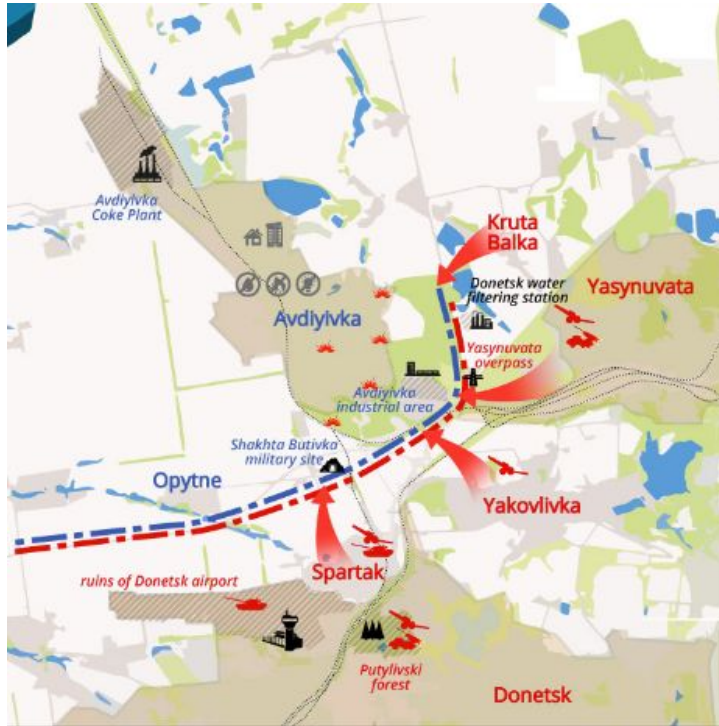 Avdiyivka
Coke Plant
Kruta
Balka
Donetsk water
filtering station
Yasynuvata
Avdiyivka
Yasynuvata
overpass
Avdiyivka
industrial area
Shakhta Butivka
military site
Opytne
Yakovlivka
Spartak
ruins of Donetsk airport
Putylivski
forest
Donetsk